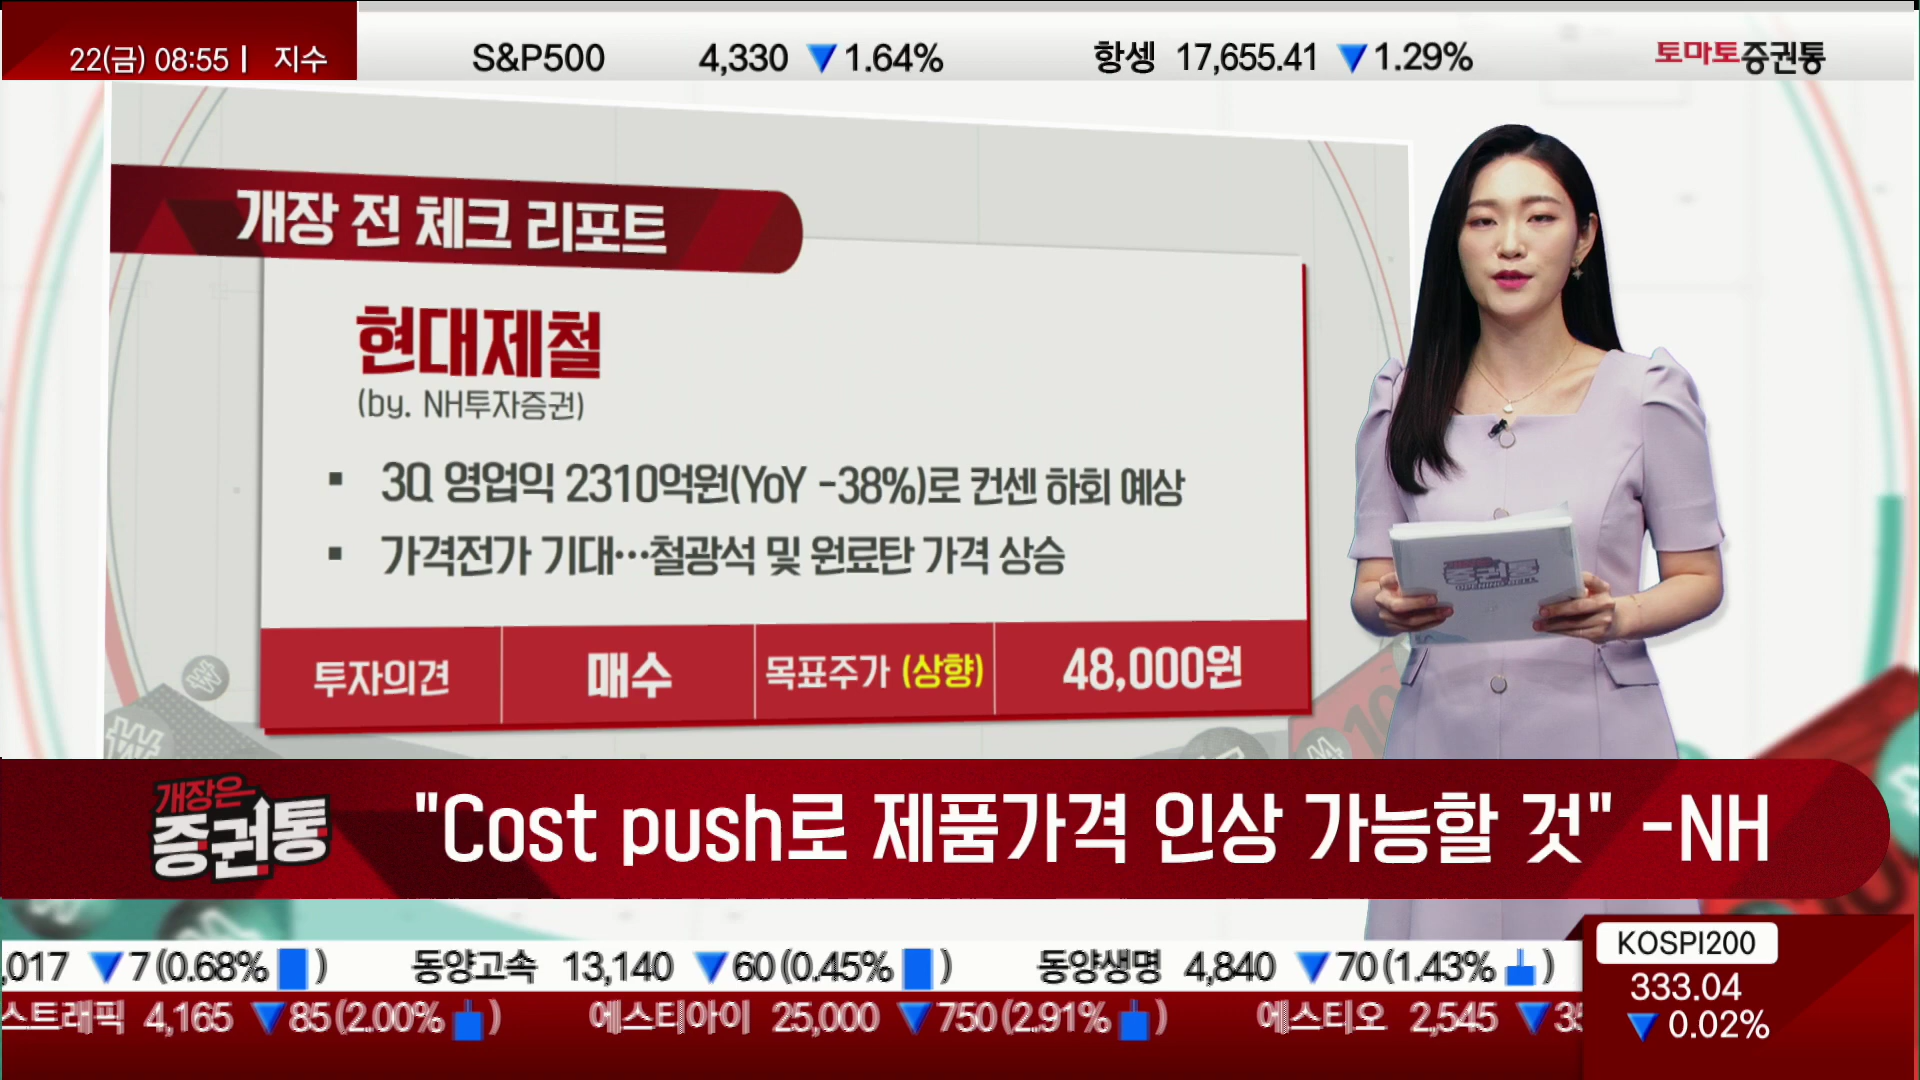 22(금) 08:55 | 지수 S&P500 4,330 ▼1.64% 항셍 17,655.41 ▼1.29% 토마토증권통
개장 전 체크 리포트
현대제철
(by. NH투자증권)
▪ 3Q 영업익 2310억원(YoY -38%)로 컨센 하회 예상
▪ 가격전가 기대…철광석 및 원료탄 가격 상승
투자의견 매수 목표주가 (상향) 48,000원
개장은
증권통
"Cost push로 제품가격 인상 가능할 것" -NH
,017 ▼7(0.68%) 동양고속 13,140 ▼60(0.45%) 동양생명 4,840 ▼70(1.43%)
스트래픽 4,165 ▼85(2.00%) 에스티아이 25,000 ▼750(2.91%) 에스티오 2,545 ▼35
KOSPI200
333.04
▼0.02%